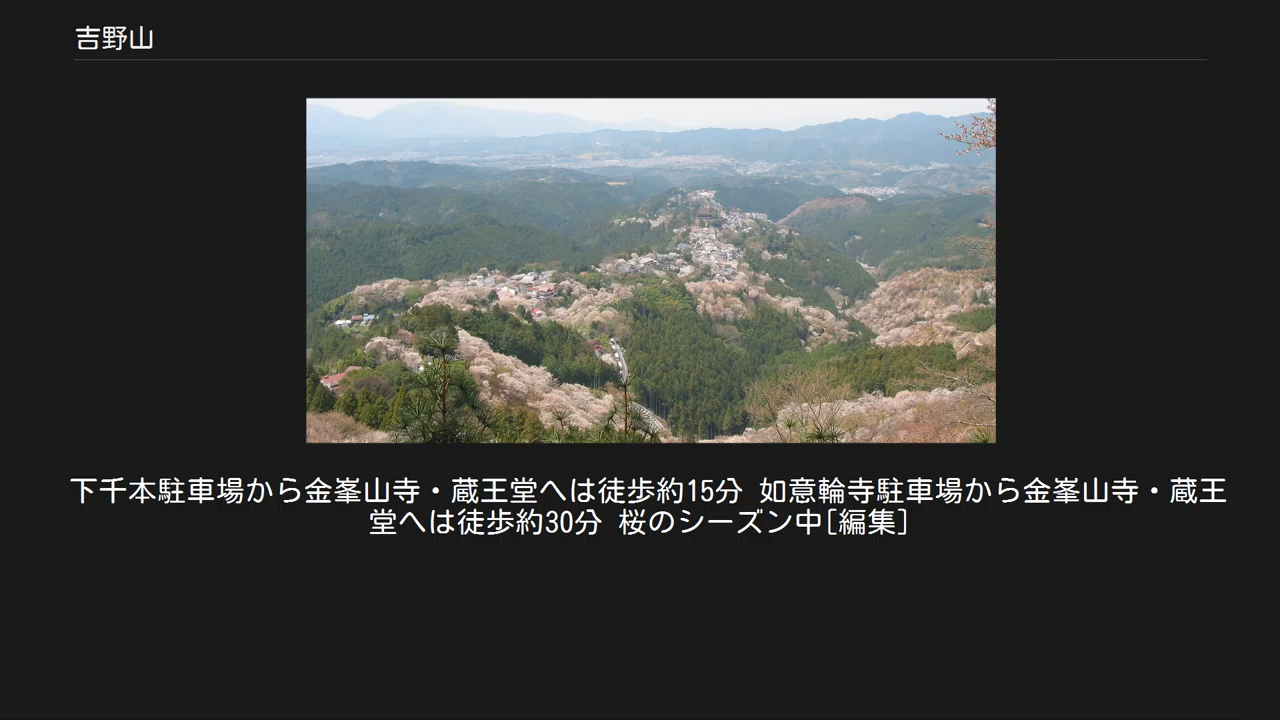 吉野山
下千本駐車場から金峯山寺・蔵王堂へは徒歩約15分 如意輪寺駐車場から金峯山寺・蔵王
堂へは徒歩約30分 桜のシーズン中[編集]